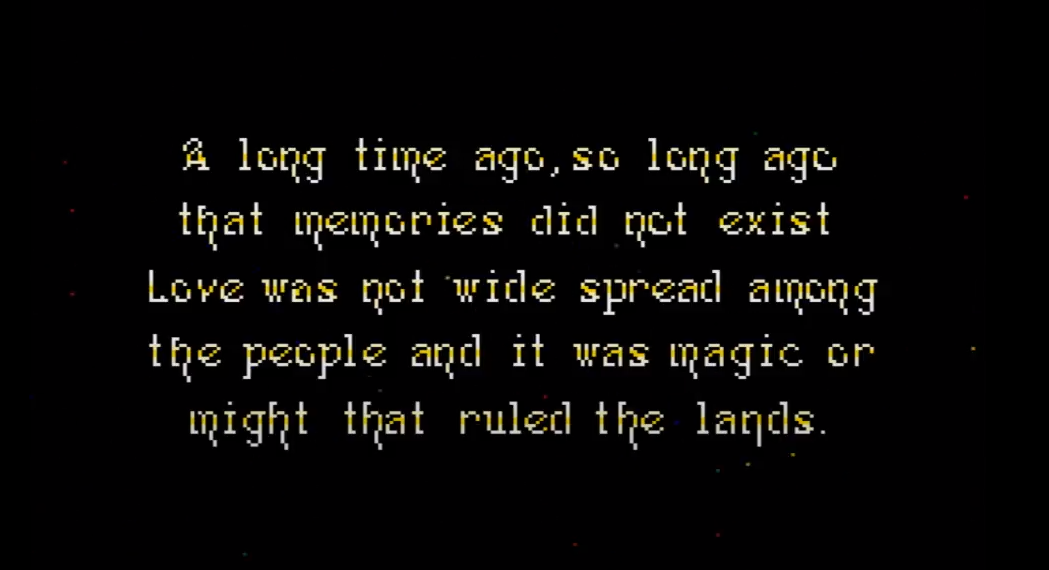 A long time ago,so long ago
that memories did not exist
Love was not wide spread among
the people and it was magic or
might that ruled the lands.